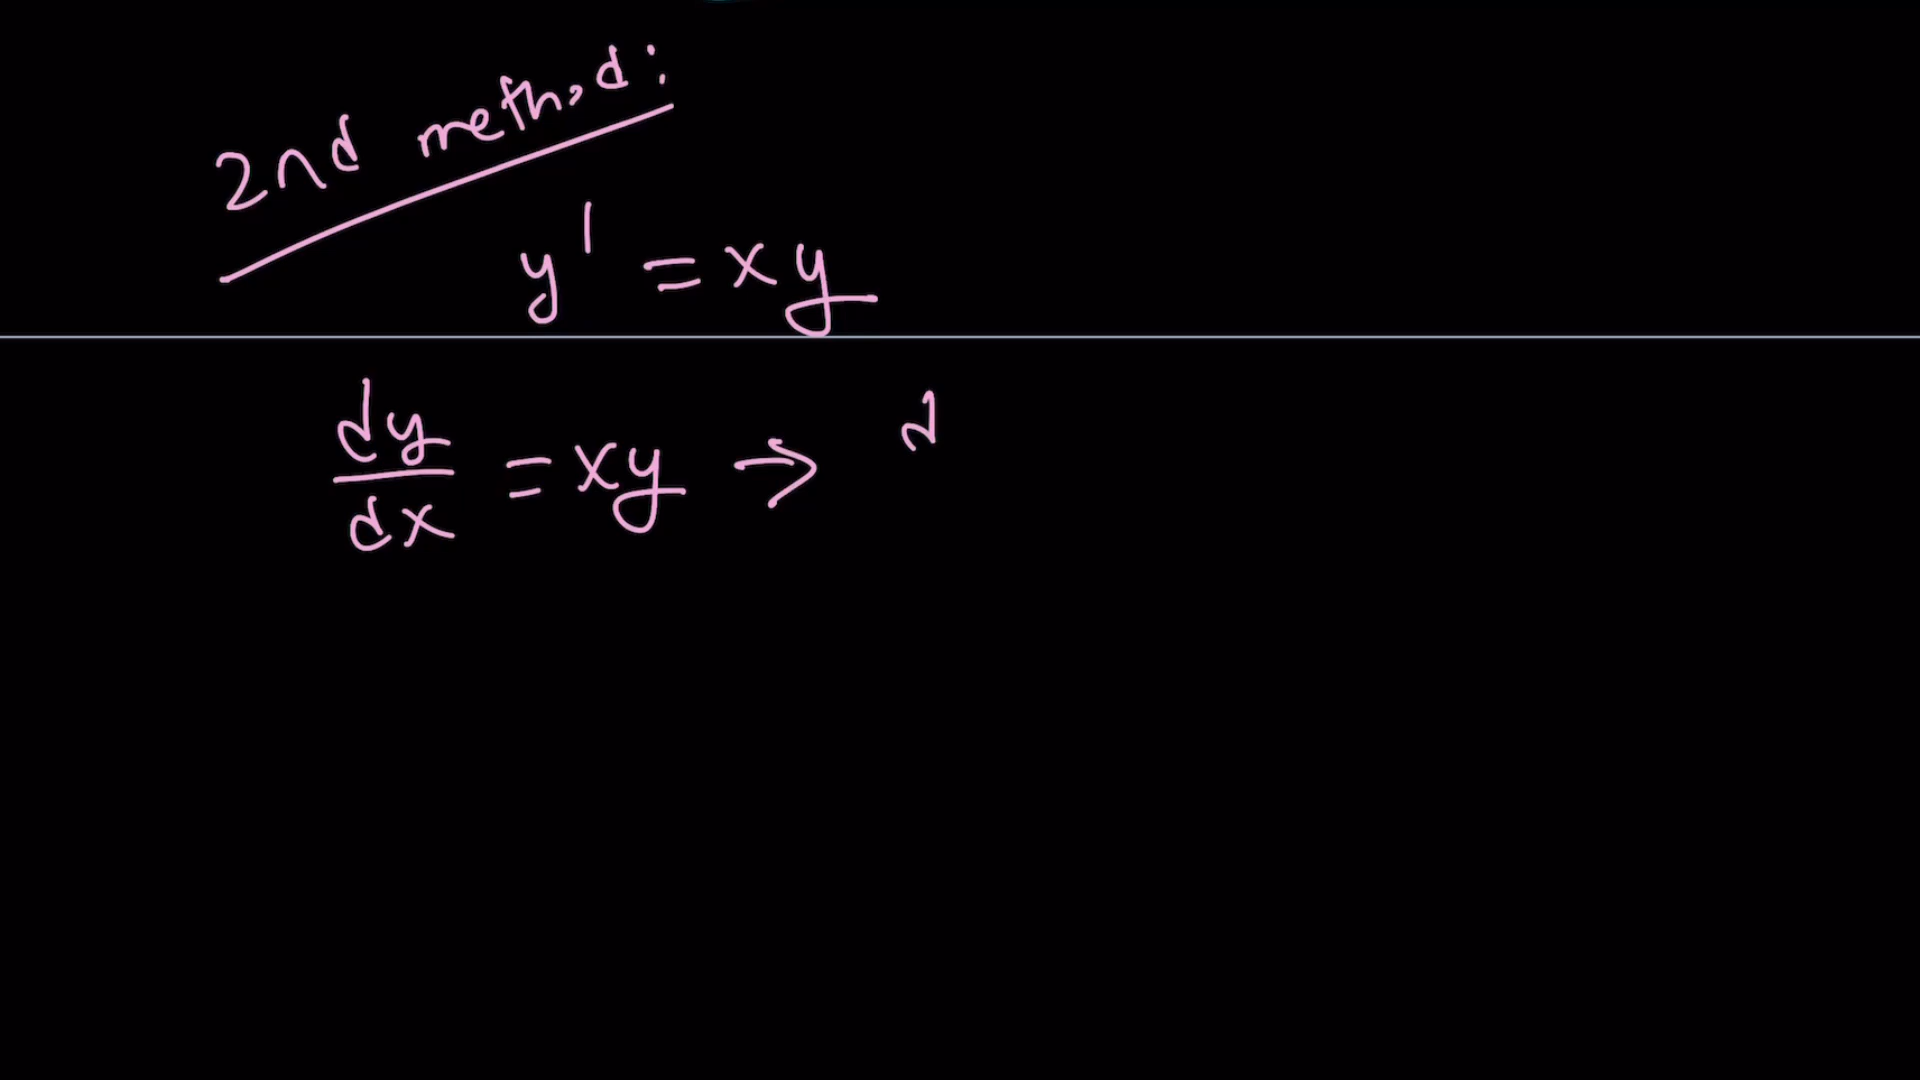 2nd method:
y' = xy
dy/dx = xy → d